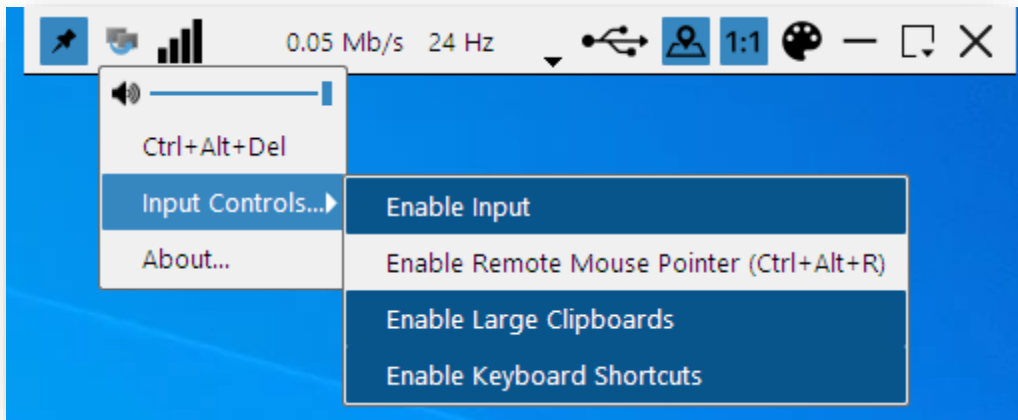 0.05 Mb/s 24 Hz 1:1
Ctrl+Alt+Del
Input Controls...
Enable Input
About...
Enable Remote Mouse Pointer (Ctrl+Alt+R)
Enable Large Clipboards
Enable Keyboard Shortcuts